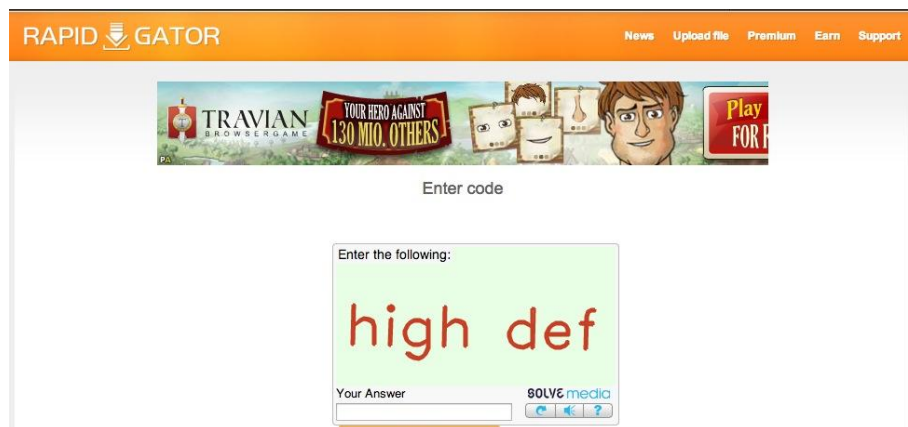 RAPID GATOR News Upload file Premium Earn Support
TRAVIAN
BROWSERGAME
YOUR HERO AGAINST
130 MIO. OTHERS
Play
FOR
PA
Enter code
Enter the following:
high def
Your Answer
SOLVE media
?